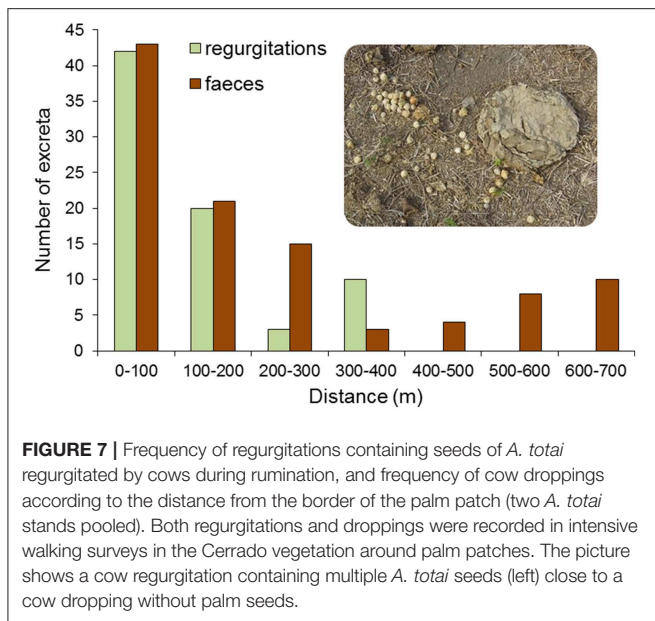 45
40
35
30
25
20
15
10
5
0
Number of excreta
regurgitations
faeces
0-100 100-200 200-300 300-400 400-500 500-600 600-700
Distance (m)
FIGURE 7 | Frequency of regurgitations containing seeds of A. totai
regurgitated by cows during rumination, and frequency of cow droppings
according to the distance from the border of the palm patch (two A. totai
stands pooled). Both regurgitations and droppings were recorded in intensive
walking surveys in the Cerrado vegetation around palm patches. The picture
shows a cow regurgitation containing multiple A. totai seeds (left) close to a
cow dropping without palm seeds.